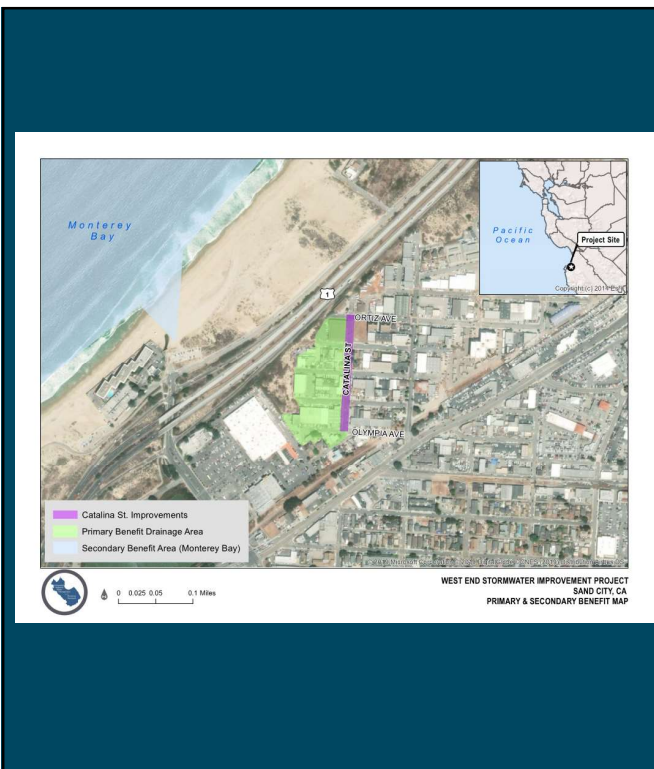 Monterey
Bay
1
ORTIZ AVE
CATALINA ST
OLYMPIA AVE
Pacific
Ocean
Project Site
Copyright:(c) 2014 Esri
Catalina St. Improvements
Primary Benefit Drainage Area
Secondary Benefit Area (Monterey Bay)
0 0.025 0.05 0.1 Miles
WEST END STORMWATER IMPROVEMENT PROJECT
SAND CITY, CA
PRIMARY & SECONDARY BENEFIT MAP